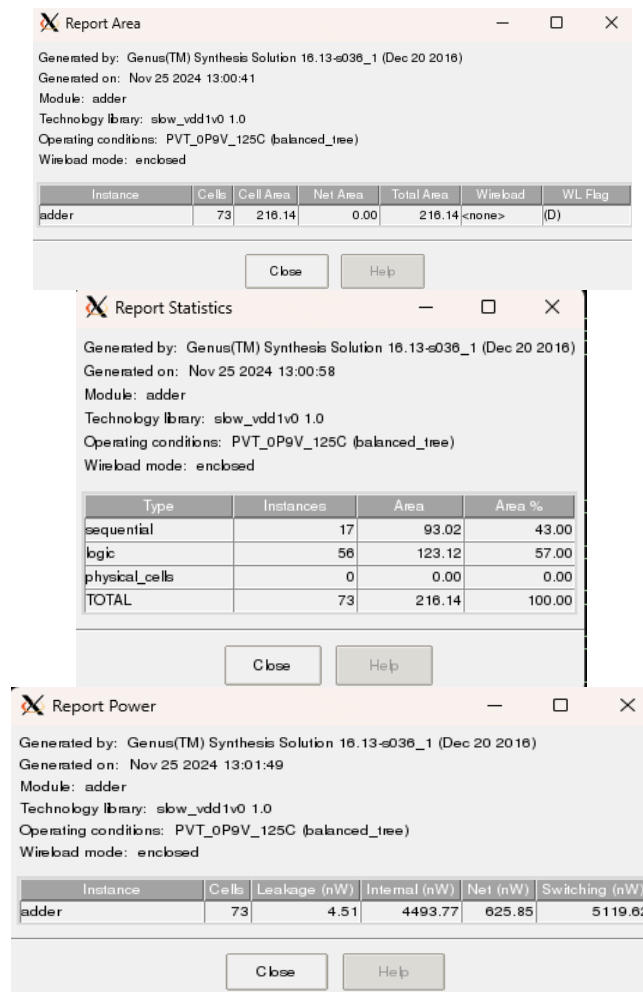 Report Area
Generated by: Genus(TM) Synthesis Solution 16.13-s036_1 (Dec 20 2016)
Generated on: Nov 25 2024 13:00:41
Module: adder
Technology library: slow_vdd1v0 1.0
Operating conditions: PVT_0P9V_125C (balanced_tree)
Wireload mode: enclosed
Instance Cells Cell Area Net Area Total Area Wireload WL Flag
adder 73 216.14 0.00 216.14 <none> (D)
Close Help
Report Statistics
Generated by: Genus(TM) Synthesis Solution 16.13-s036_1 (Dec 20 2016)
Generated on: Nov 25 2024 13:00:58
Module: adder
Technology library: slow_vdd1v0 1.0
Operating conditions: PVT_0P9V_125C (balanced_tree)
Wireload mode: enclosed
Type Instances Area Area %
sequential 17 93.02 43.00
logic 56 123.12 57.00
physical_cells 0 0.00 0.00
TOTAL 73 216.14 100.00
Close Help
Report Power
Generated by: Genus(TM) Synthesis Solution 16.13-s036_1 (Dec 20 2016)
Generated on: Nov 25 2024 13:01:49
Module: adder
Technology library: slow_vdd1v0 1.0
Operating conditions: PVT_0P9V_125C (balanced_tree)
Wireload mode: enclosed
Instance Cells Leakage (nW) Internal (nW) Net (nW) Switching (nW)
adder 73 4.51 4493.77 625.85 5119.62
Close Help